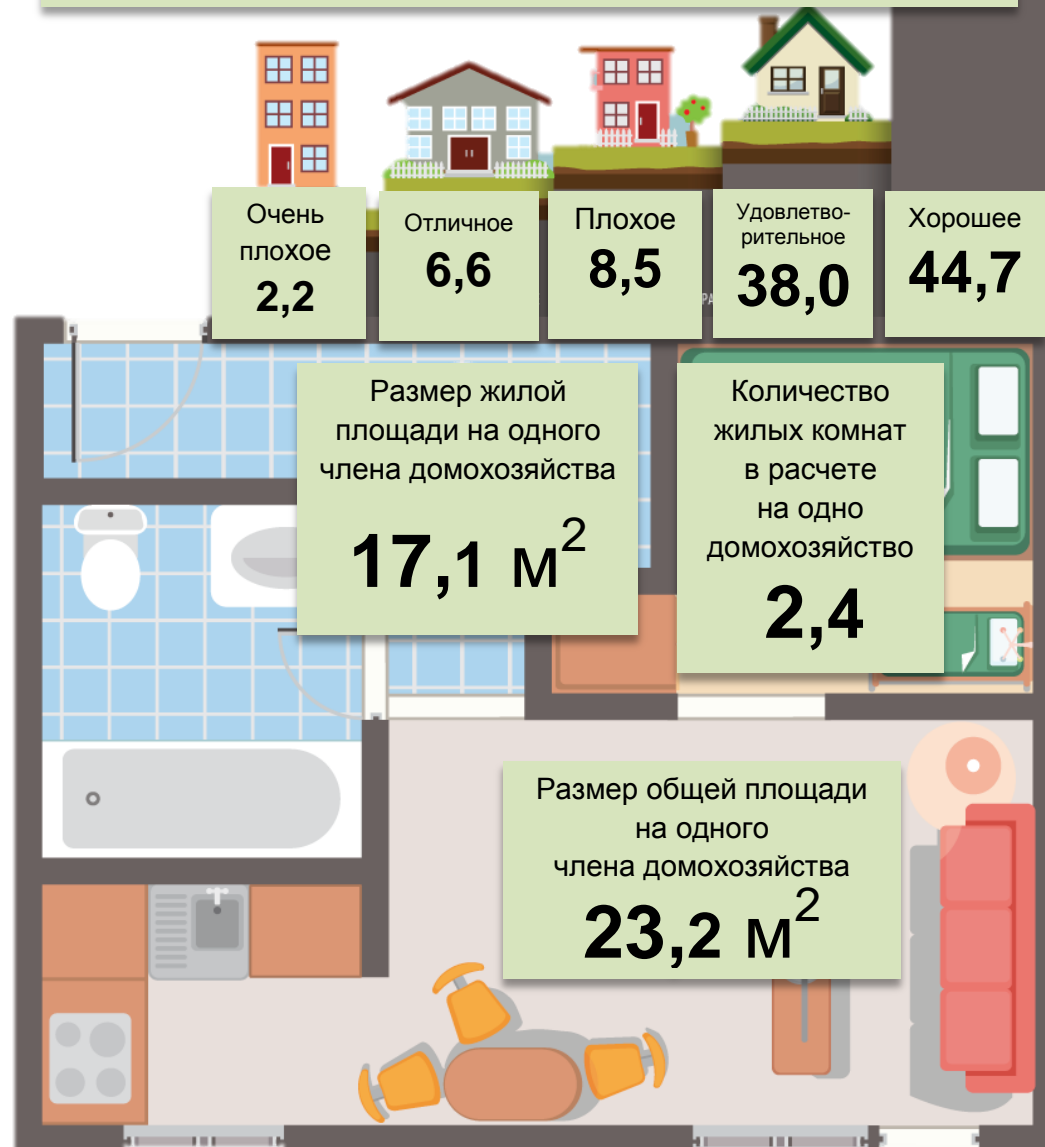 Очень
плохое
2,2
Отличное
6,6
Плохое
8,5
Удовлетво-
рительное
38,0
Хорошее
44,7
Размер жилой
площади на одного
члена домохозяйства
17,1 м²
Количество
жилых комнат
в расчете
на одно
домохозяйство
2,4
Размер общей площади
на одного
члена домохозяйства
23,2 м²